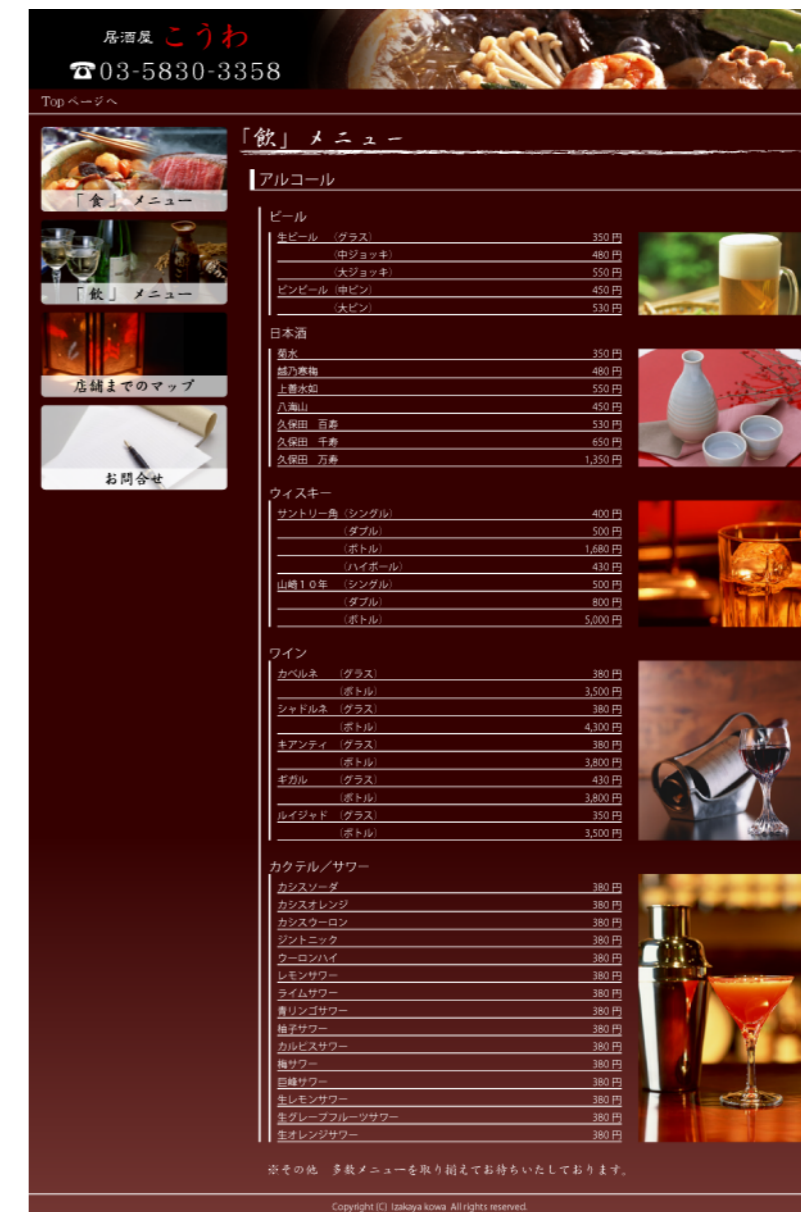 居酒屋 こうわ
☎03-5830-3358
Top ページへ
「食」 メニュー
「飲」 メニュー
店舗までのマップ
お問合せ
「飲」 メニュー
アルコール
ビール
生ビール (グラス) 350 円
(中ジョッキ) 480 円
(大ジョッキ) 550 円
ビンビール (中ビン) 450 円
(大ビン) 530 円
日本酒
菊水 350 円
越乃寒梅 480 円
上善水如 550 円
八海山 450 円
久保田 百寿 530 円
久保田 千寿 650 円
久保田 万寿 1,350 円
ウィスキー
サントリー角 (シングル) 400 円
(ダブル) 500 円
(ボトル) 1,680 円
(ハイボール) 430 円
山崎10年 (シングル) 500 円
(ダブル) 800 円
(ボトル) 5,000 円
ワイン
カベルネ (グラス) 380 円
(ボトル) 3,500 円
シャドルネ (グラス) 380 円
(ボトル) 4,300 円
キアンティ (グラス) 380 円
(ボトル) 3,800 円
ギガル (グラス) 430 円
(ボトル) 3,800 円
ルイジャド (グラス) 350 円
(ボトル) 3,500 円
カクテル/サワー
カシスソーダ 380 円
カシスオレンジ 380 円
カシスウーロン 380 円
ジントニック 380 円
ウーロンハイ 380 円
レモンサワー 380 円
ライムサワー 380 円
青リンゴサワー 380 円
柚子サワー 380 円
カルピスサワー 380 円
梅サワー 380 円
巨峰サワー 380 円
生レモンサワー 380 円
生グレープフルーツサワー 380 円
生オレンジサワー 380 円
※その他 多数メニューを取り揃えてお待ちいたしております。
Copyright (C) Izakaya kowa All rights reserved.